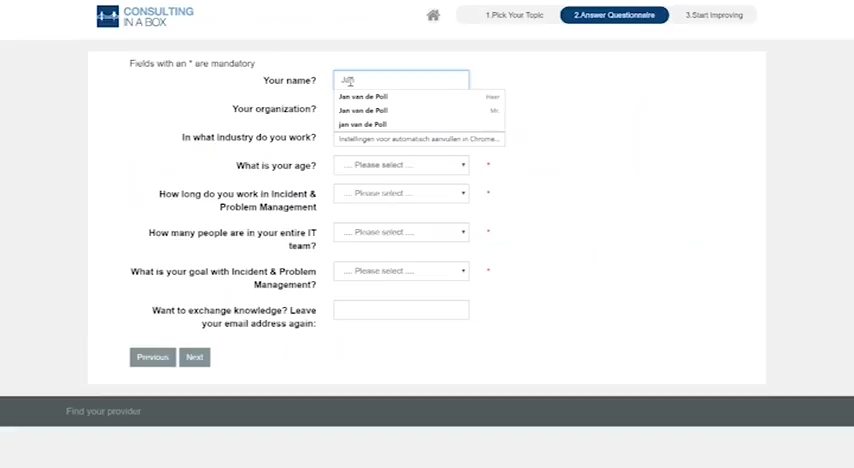 CONSULTING
IN A BOX
1.Pick Your Topic
2.Answer Questionnaire
3.Start Improving
Fields with an * are mandatory
Your name?
Jan
Jan van de Poll Heer
Jan van de Poll Mr.
jan van de Poll
Instellingen voor automatisch aanvullen in Chrome...
Your organization?
In what industry do you work?
What is your age?
.... Please select .... *
How long do you work in Incident &
Problem Management
.... Please select .... *
How many people are in your entire IT
team?
.... Please select .... *
What is your goal with Incident & Problem
Management?
.... Please select .... *
Want to exchange knowledge? Leave
your email address again:
Previous
Next
Find your provider